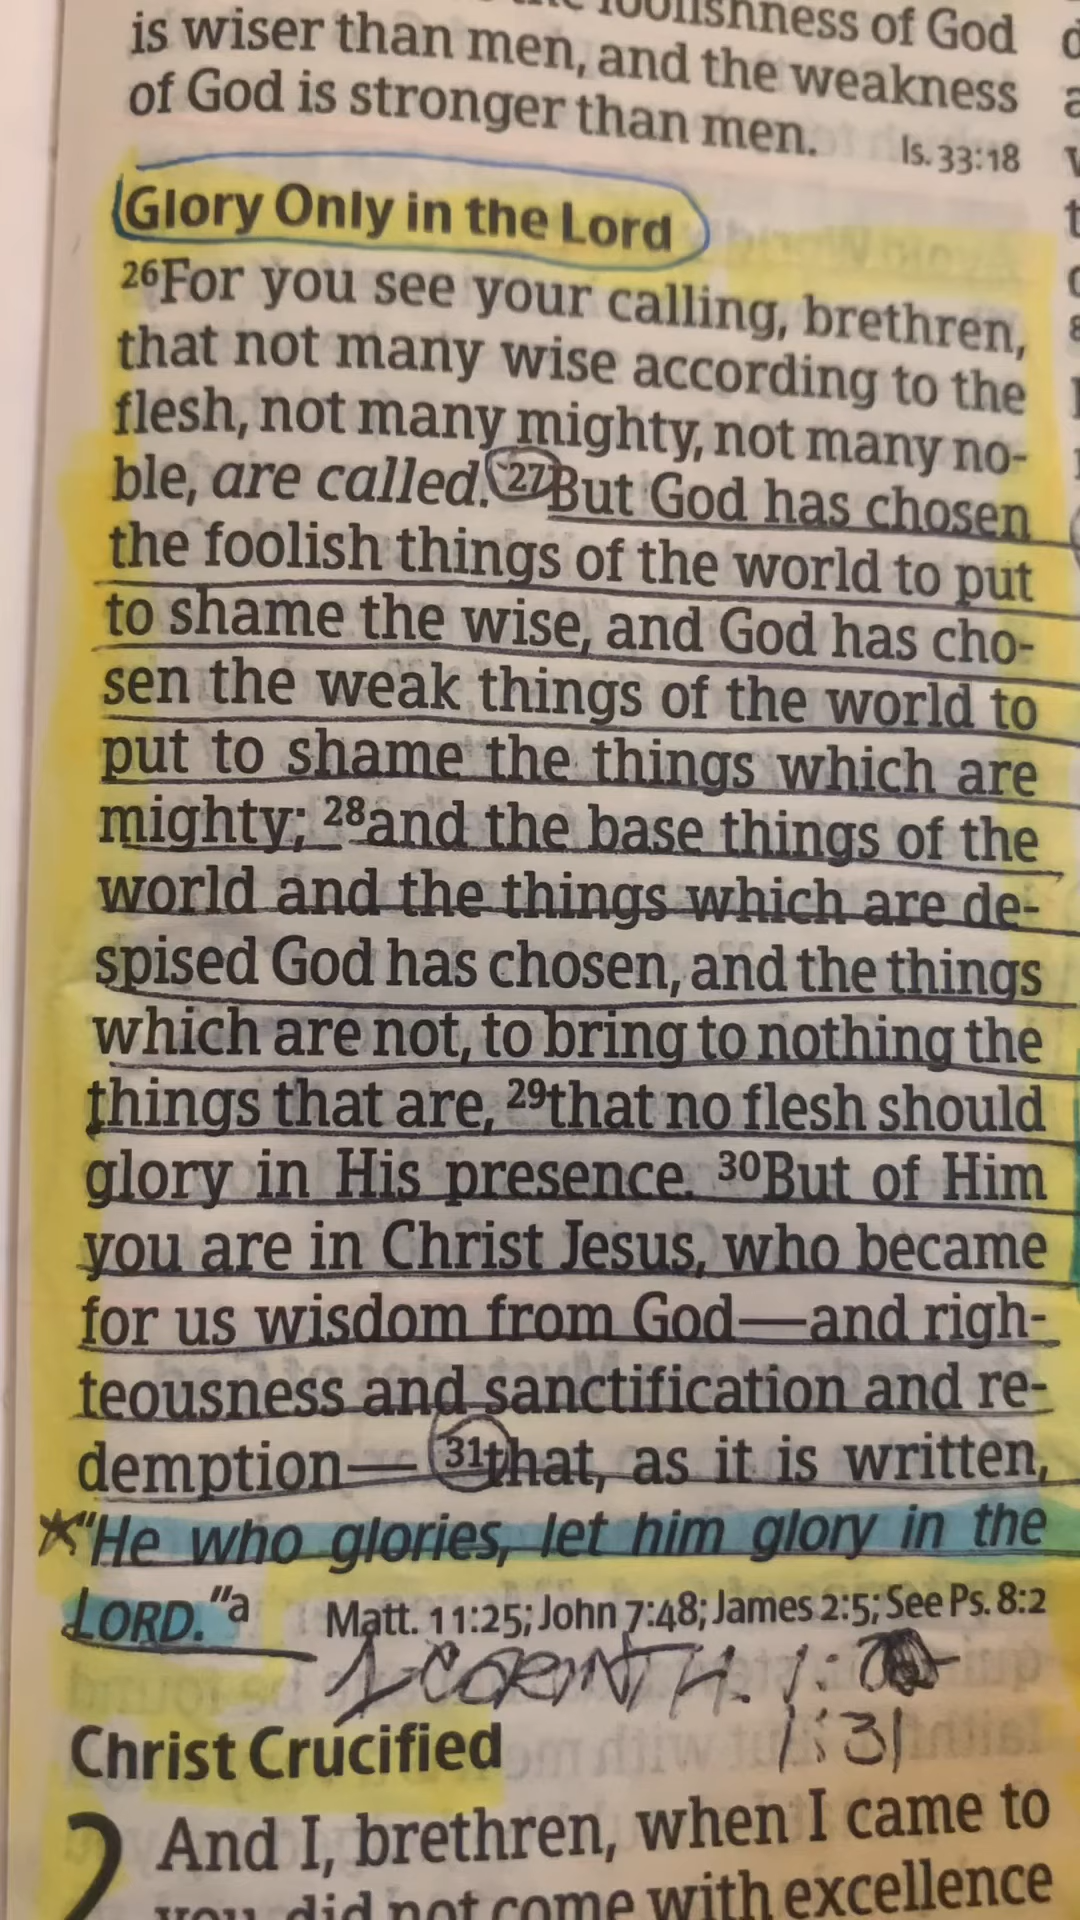 foolishness of God
is wiser than men, and the weakness
of God is stronger than men.
Is. 33:18
Glory Only in the Lord
26For you see your calling, brethren,
that not many wise according to the
flesh, not many mighty, not many no-
ble, are called. 27But God has chosen
the foolish things of the world to put
to shame the wise, and God has cho-
sen the weak things of the world to
put to shame the things which are
mighty; 28and the base things of the
world and the things which are de-
spised God has chosen, and the things
which are not, to bring to nothing the
things that are, 29that no flesh should
glory in His presence. 30But of Him
you are in Christ Jesus, who became
for us wisdom from God—and righ-
teousness and sanctification and re-
demption— 31that, as it is written,
"He who glories, let him glory in the
LORD."a Matt. 11:25; John 7:48; James 2:5; See Ps. 8:2
1:31
Christ Crucified
2 And I, brethren, when I came to
you, did not come with excellence